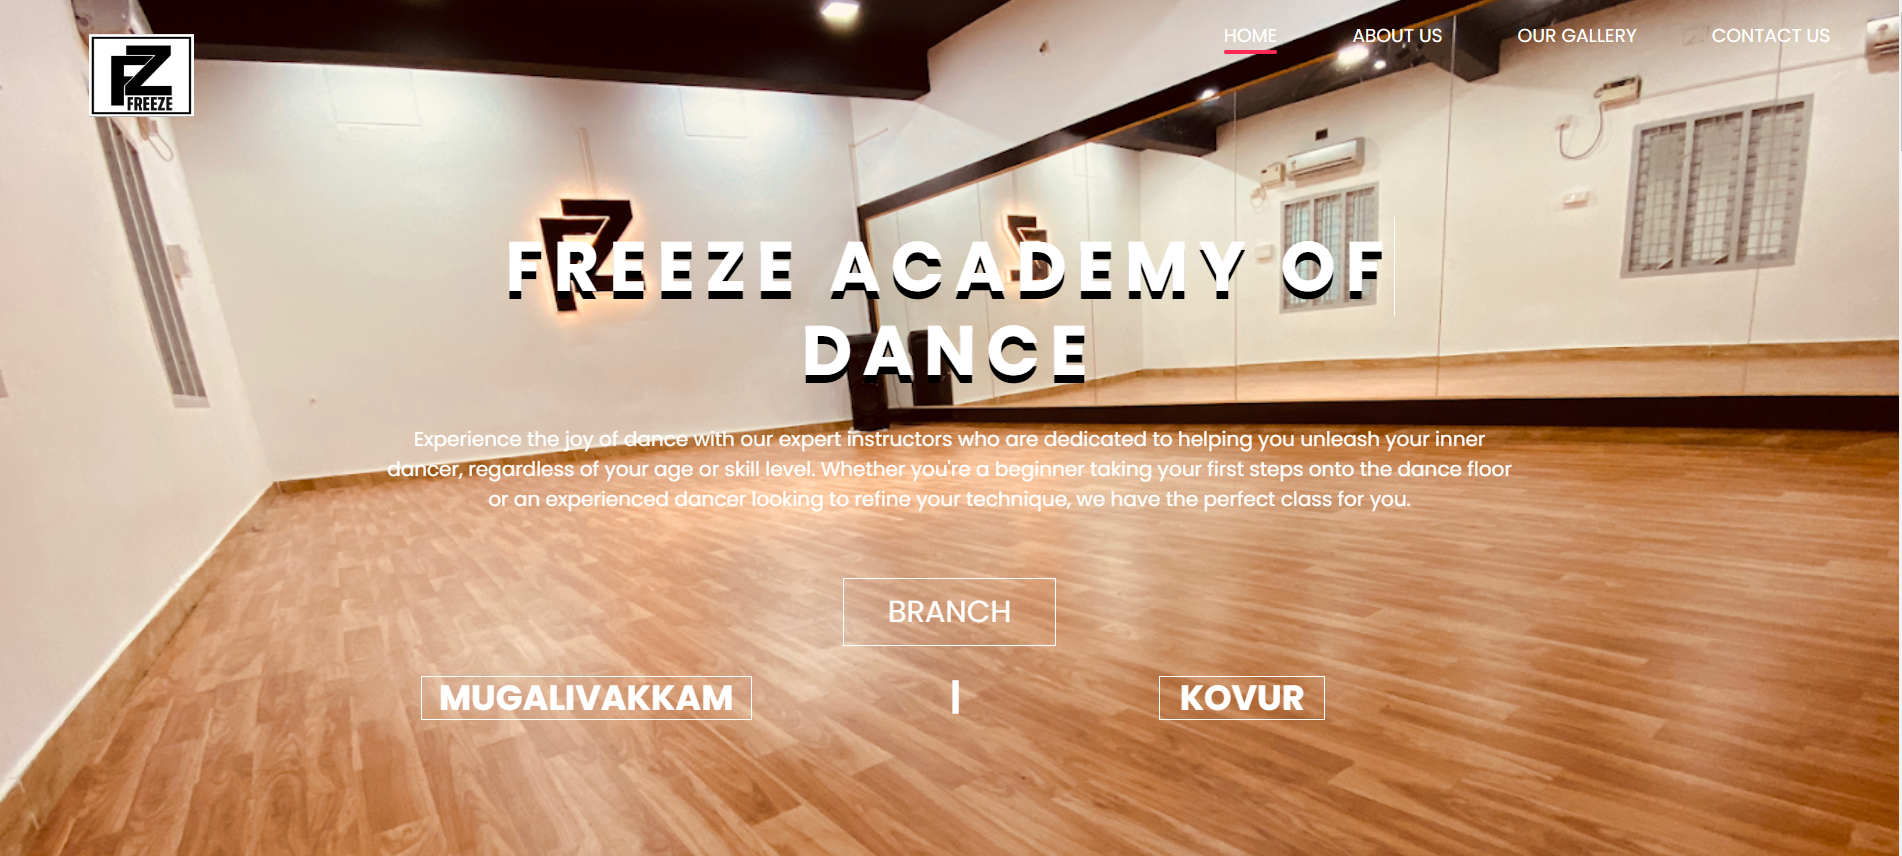 FZ
FREEZE
HOME
ABOUT US
OUR GALLERY
CONTACT US
FZ
FREEZE ACADEMY OF
DANCE
Experience the joy of dance with our expert instructors who are dedicated to helping you unleash your inner
dancer, regardless of your age or skill level. Whether you're a beginner taking your first steps onto the dance floor
or an experienced dancer looking to refine your technique, we have the perfect class for you.
BRANCH
MUGALIVAKKAM | KOVUR